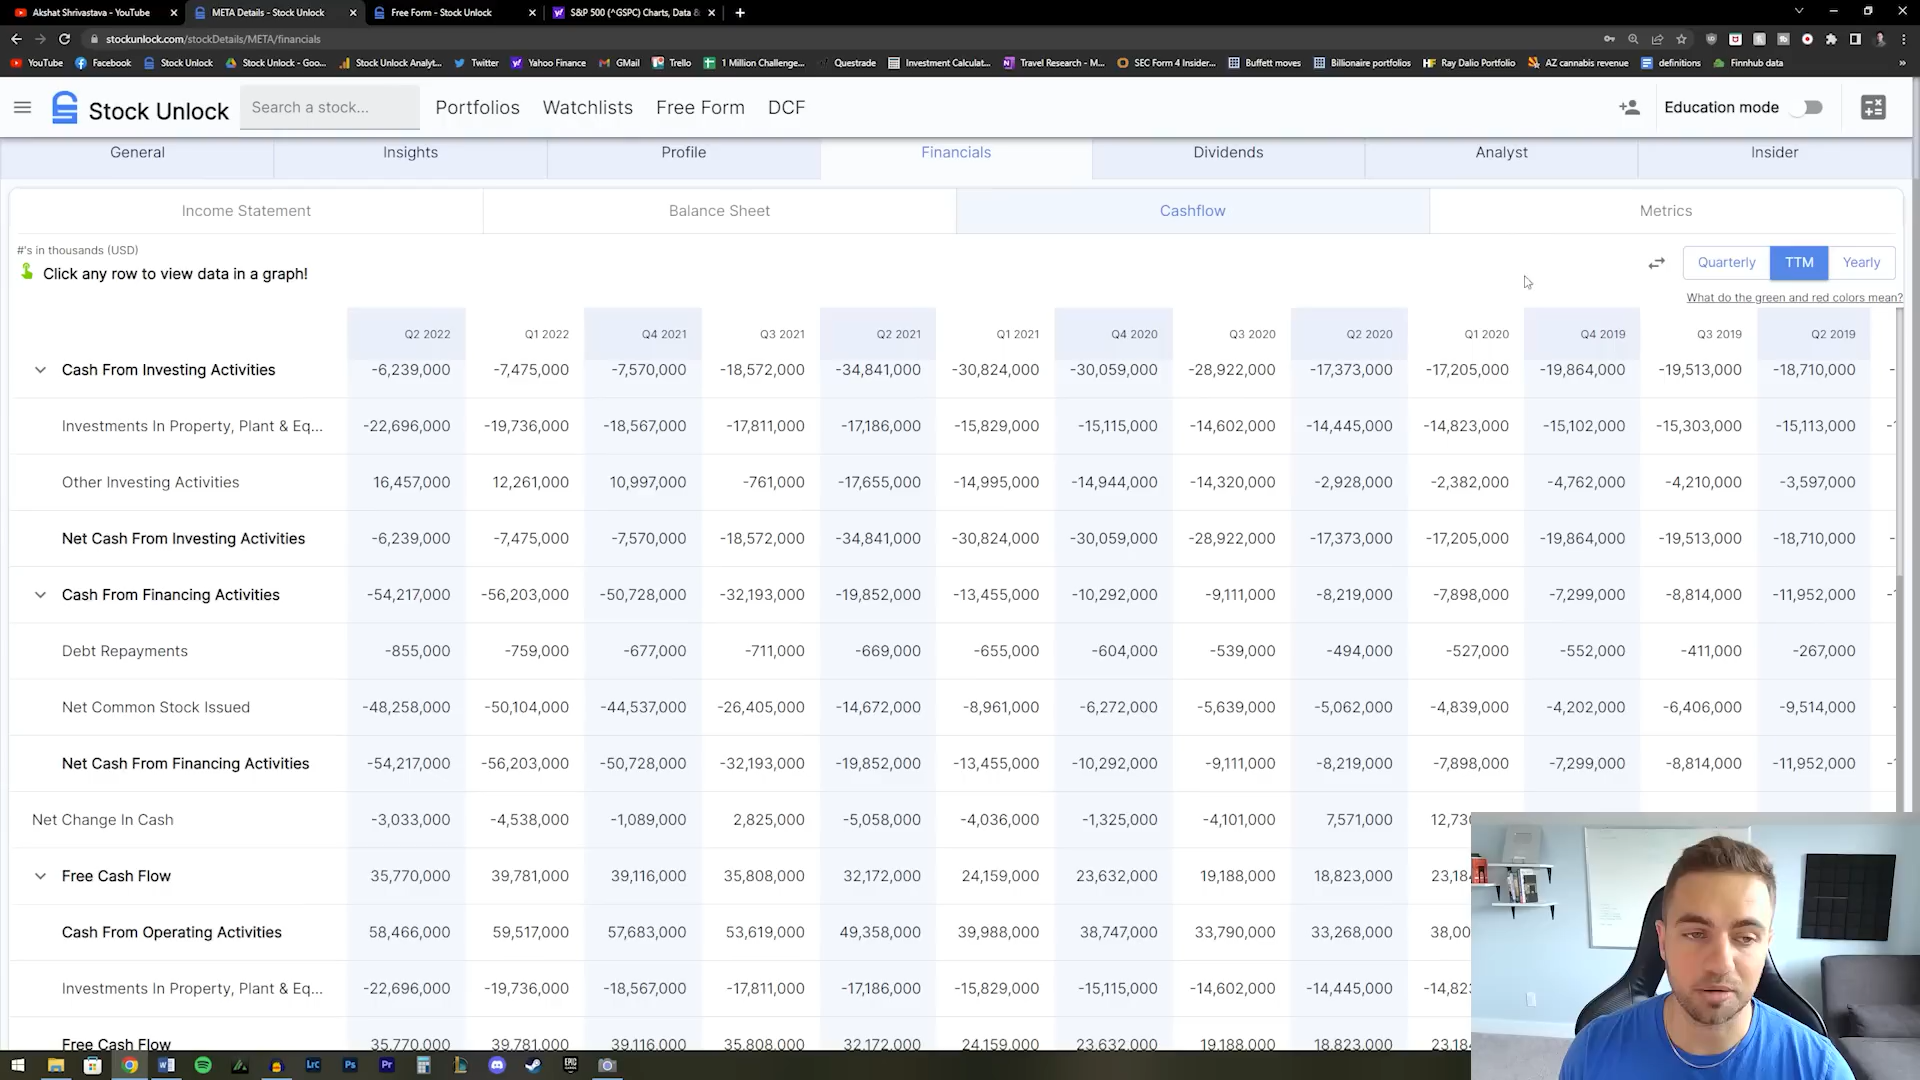 Akshat Shrivastava - YouTube
META Details - Stock Unlock
Free Form - Stock Unlock
S&P 500 (^GSPC) Charts, Data &
stockunlock.com/stockDetails/META/financials
YouTube Facebook Stock Unlock Stock Unlock - Goo... Stock Unlock Analyt... Twitter Yahoo Finance GMail Trello 1 Million Challenge... Questrade Investment Calculat... Travel Research - M... SEC Form 4 Insider... Buffett moves Billionaire portfolios Ray Dalio Portfolio AZ cannabis revenue definitions Finnhub data
Stock Unlock Search a stock... Portfolios Watchlists Free Form DCF Education mode
General Insights Profile Financials Dividends Analyst Insider
Income Statement Balance Sheet Cashflow Metrics
#'s in thousands (USD)
Click any row to view data in a graph!
Quarterly TTM Yearly
What do the green and red colors mean?
Q2 2022 Q1 2022 Q4 2021 Q3 2021 Q2 2021 Q1 2021 Q4 2020 Q3 2020 Q2 2020 Q1 2020 Q4 2019 Q3 2019 Q2 2019
Cash From Investing Activities -6,239,000 -7,475,000 -7,570,000 -18,572,000 -34,841,000 -30,824,000 -30,059,000 -28,922,000 -17,373,000 -17,205,000 -19,864,000 -19,513,000 -18,710,000
Investments In Property, Plant & Eq... -22,696,000 -19,736,000 -18,567,000 -17,811,000 -17,186,000 -15,829,000 -15,115,000 -14,602,000 -14,445,000 -14,823,000 -15,102,000 -15,303,000 -15,113,000
Other Investing Activities 16,457,000 12,261,000 10,997,000 -761,000 -17,655,000 -14,995,000 -14,944,000 -14,320,000 -2,928,000 -2,382,000 -4,762,000 -4,210,000 -3,597,000
Net Cash From Investing Activities -6,239,000 -7,475,000 -7,570,000 -18,572,000 -34,841,000 -30,824,000 -30,059,000 -28,922,000 -17,373,000 -17,205,000 -19,864,000 -19,513,000 -18,710,000
Cash From Financing Activities -54,217,000 -56,203,000 -50,728,000 -32,193,000 -19,852,000 -13,455,000 -10,292,000 -9,111,000 -8,219,000 -7,898,000 -7,299,000 -8,814,000 -11,952,000
Debt Repayments -855,000 -759,000 -677,000 -711,000 -669,000 -655,000 -604,000 -539,000 -494,000 -527,000 -552,000 -411,000 -267,000
Net Common Stock Issued -48,258,000 -50,104,000 -44,537,000 -26,405,000 -14,672,000 -8,961,000 -6,272,000 -5,639,000 -5,062,000 -4,839,000 -4,202,000 -6,406,000 -9,514,000
Net Cash From Financing Activities -54,217,000 -56,203,000 -50,728,000 -32,193,000 -19,852,000 -13,455,000 -10,292,000 -9,111,000 -8,219,000 -7,898,000 -7,299,000 -8,814,000 -11,952,000
Net Change In Cash -3,033,000 -4,538,000 -1,089,000 2,825,000 -5,058,000 -4,036,000 -1,325,000 -4,101,000 7,571,000 12,73
Free Cash Flow 35,770,000 39,781,000 39,116,000 35,808,000 32,172,000 24,159,000 23,632,000 19,188,000 18,823,000 23,18
Cash From Operating Activities 58,466,000 59,517,000 57,683,000 53,619,000 49,358,000 39,988,000 38,747,000 33,790,000 33,268,000 38,00
Investments In Property, Plant & Eq... -22,696,000 -19,736,000 -18,567,000 -17,811,000 -17,186,000 -15,829,000 -15,115,000 -14,602,000 -14,445,000 -14,82
Free Cash Flow 35,770,000 39,781,000 39,116,000 35,808,000 32,172,000 24,159,000 23,632,000 19,188,000 18,823,000 23,18
Lrc Ps Pr